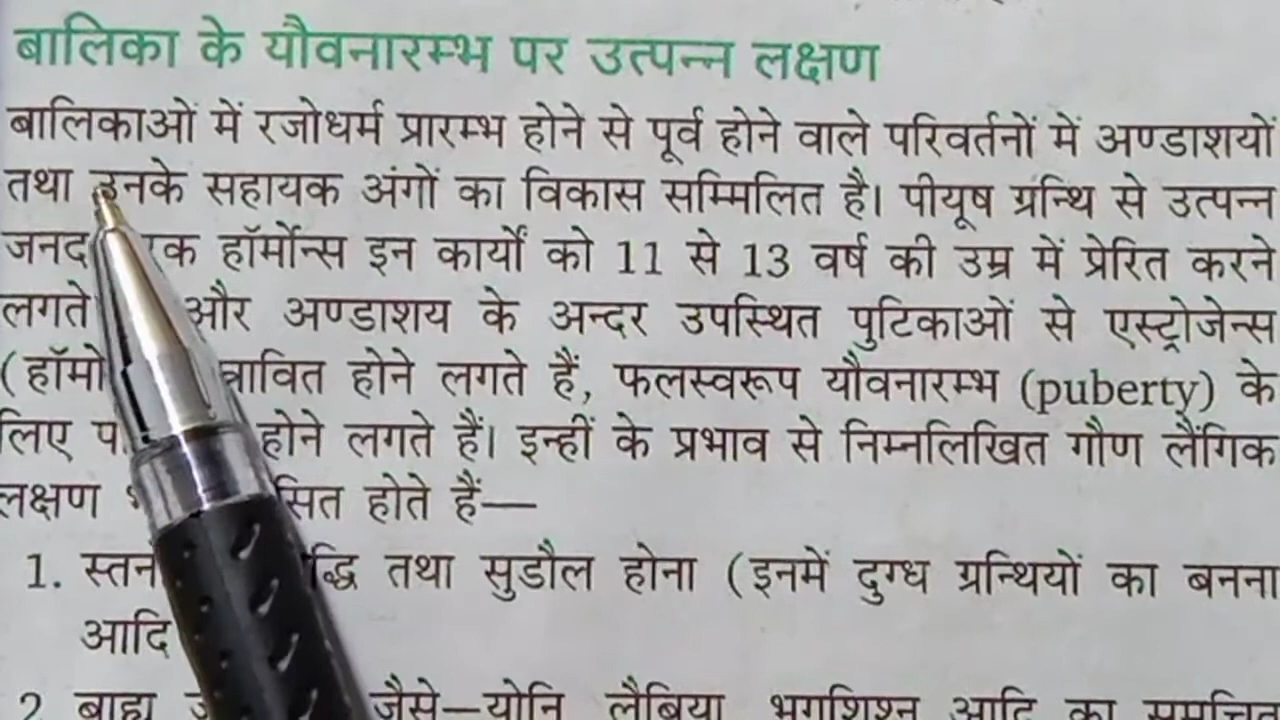 बालिका के यौवनारम्भ पर उत्पन्न लक्षण
बालिकाओं में रजोधर्म प्रारम्भ होने से पूर्व होने वाले परिवर्तनों में अण्डाशयों
तथा उनके सहायक अंगों का विकास सम्मिलित है। पीयूष ग्रन्थि से उत्पन्न
हॉर्मोन्स इन कार्यों को 11 से 13 वर्ष की उम्र में प्रेरित करने
लगते और अण्डाशय के अन्दर उपस्थित पुटिकाओं से एस्ट्रोजेन्स
होने लगते हैं, फलस्वरूप यौवनारम्भ (puberty) के
लिए होने लगते हैं। इन्हीं के प्रभाव से निम्नलिखित गौण लैंगिक
लक्षण होते हैं—
1. स्तन तथा सुडौल होना (इनमें दुग्ध ग्रन्थियों का बनना
आदि
2 बाह्य जैसे—योनि लैबिया भगशिश्न आदि का समुचित